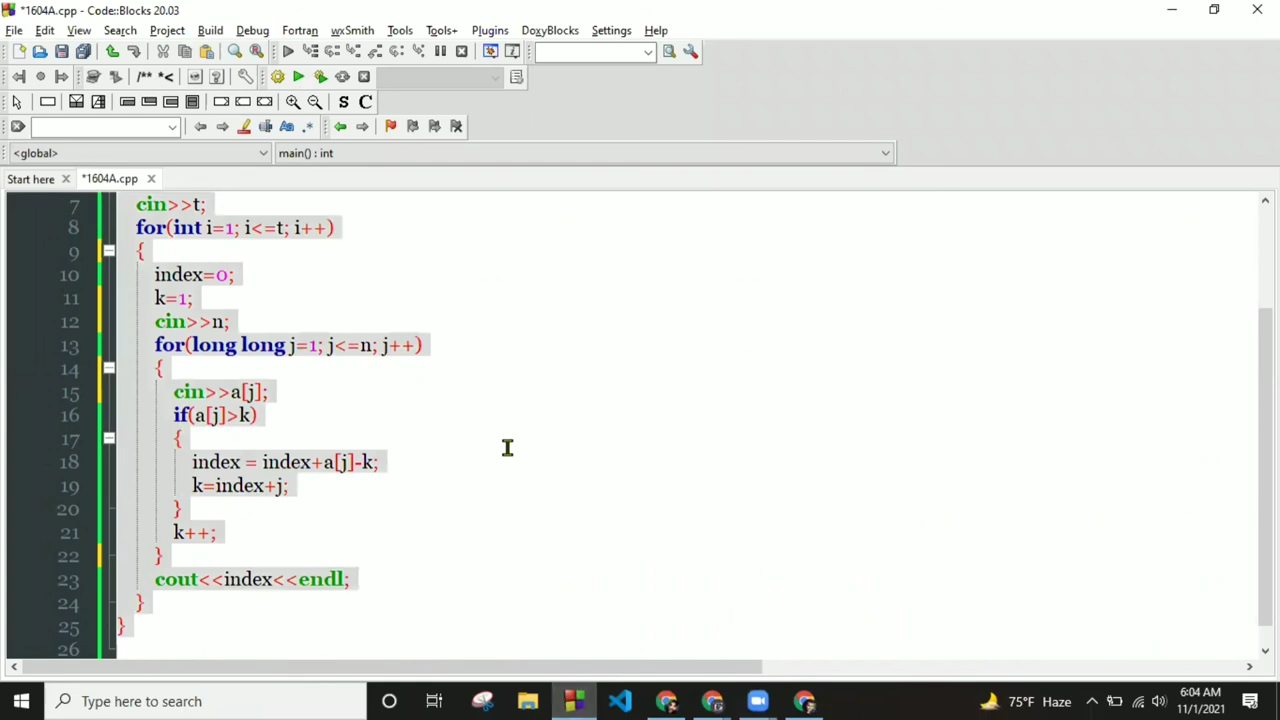 *1604A.cpp - Code::Blocks 20.03
File Edit View Search Project Build Debug Fortran wxSmith Tools Tools+ Plugins DoxyBlocks Settings Help
/** *<
S C
<global> main() : int
Start here *1604A.cpp
7 cin>>t;
8 for(int i=1; i<=t; i++)
9 {
10 index=0;
11 k=1;
12 cin>>n;
13 for(long long j=1; j<=n; j++)
14 {
15 cin>>a[j];
16 if(a[j]>k)
17 {
18 index = index+a[j]-k;
19 k=index+j;
20 }
21 k++;
22 }
23 cout<<index<<endl;
24 }
25 }
26
Type here to search
75°F Haze
6:04 AM
11/1/2021